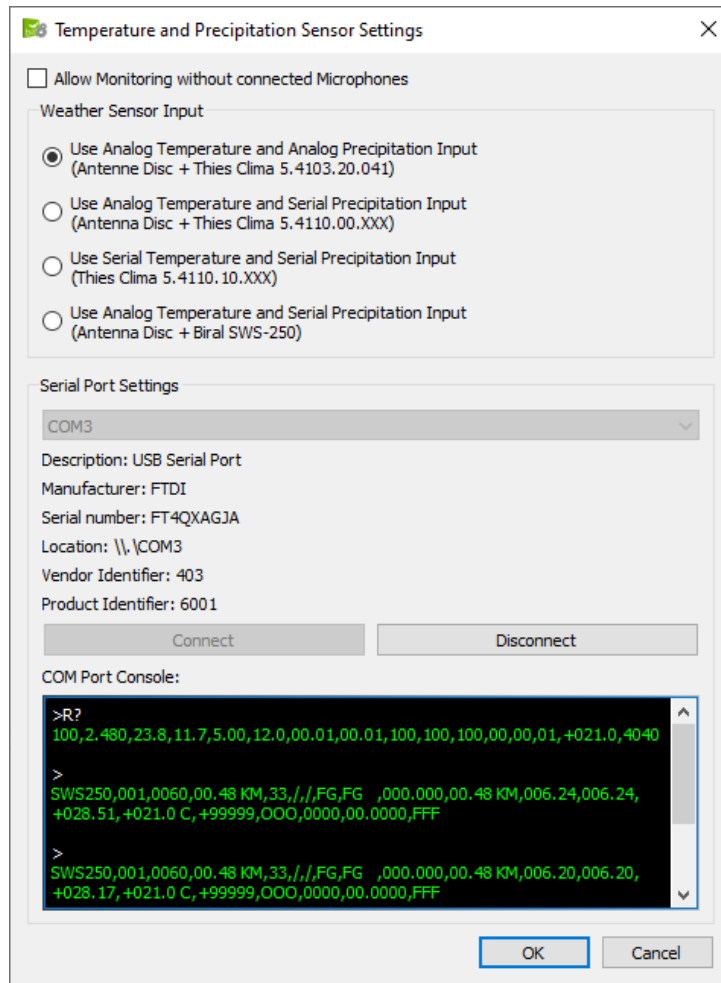 Temperature and Precipitation Sensor Settings
Allow Monitoring without connected Microphones
Weather Sensor Input
Use Analog Temperature and Analog Precipitation Input
(Antenne Disc + Thies Clima 5.4103.20.041)
Use Analog Temperature and Serial Precipitation Input
(Antenna Disc + Thies Clima 5.4110.00.XXX)
Use Serial Temperature and Serial Precipitation Input
(Thies Clima 5.4110.10.XXX)
Use Analog Temperature and Serial Precipitation Input
(Antenna Disc + Biral SWS-250)
Serial Port Settings
COM3
Description: USB Serial Port
Manufacturer: FTDI
Serial number: FT4QXAGJA
Location: \\.\COM3
Vendor Identifier: 403
Product Identifier: 6001
Connect
Disconnect
COM Port Console:
>R?
100,2.480,23.8,11.7,5.00,12.0,00.01,00.01,100,100,100,00,00,01,+021.0,4040
>
SWS250,001,0060,00.48 KM,33,/,/,FG,FG   ,000.000,00.48 KM,006.24,006.24,
+028.51,+021.0 C,+99999,OOO,0000,00.0000,FFF
>
SWS250,001,0060,00.48 KM,33,/,/,FG,FG   ,000.000,00.48 KM,006.20,006.20,
+028.17,+021.0 C,+99999,OOO,0000,00.0000,FFF
OK
Cancel